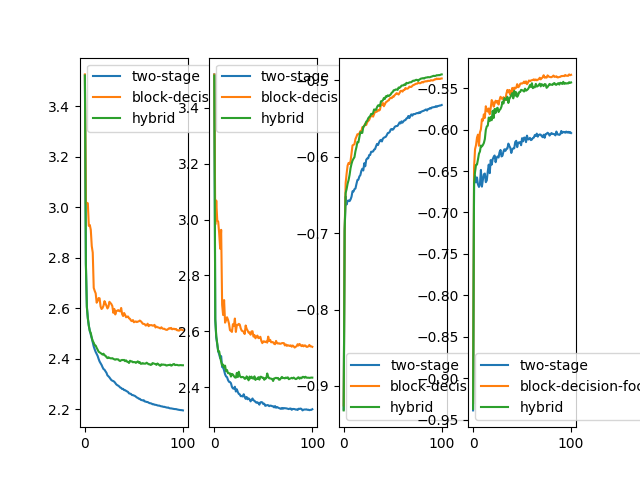 two-stage
block-decis
hybrid
3.4
3.2
3.0
2.8
2.6
2.4
2.2
0
100
two-stage
block-decis
hybrid
3.4
3.2
3.0
2.8
2.6
2.4
0
100
−0.5
−0.6
−0.7
−0.8
−0.9
two-stage
block-decis
hybrid
0
100
−0.55
−0.60
−0.65
−0.70
−0.75
−0.80
−0.85
−0.90
−0.95
two-stage
block-decision-foc
hybrid
0
100